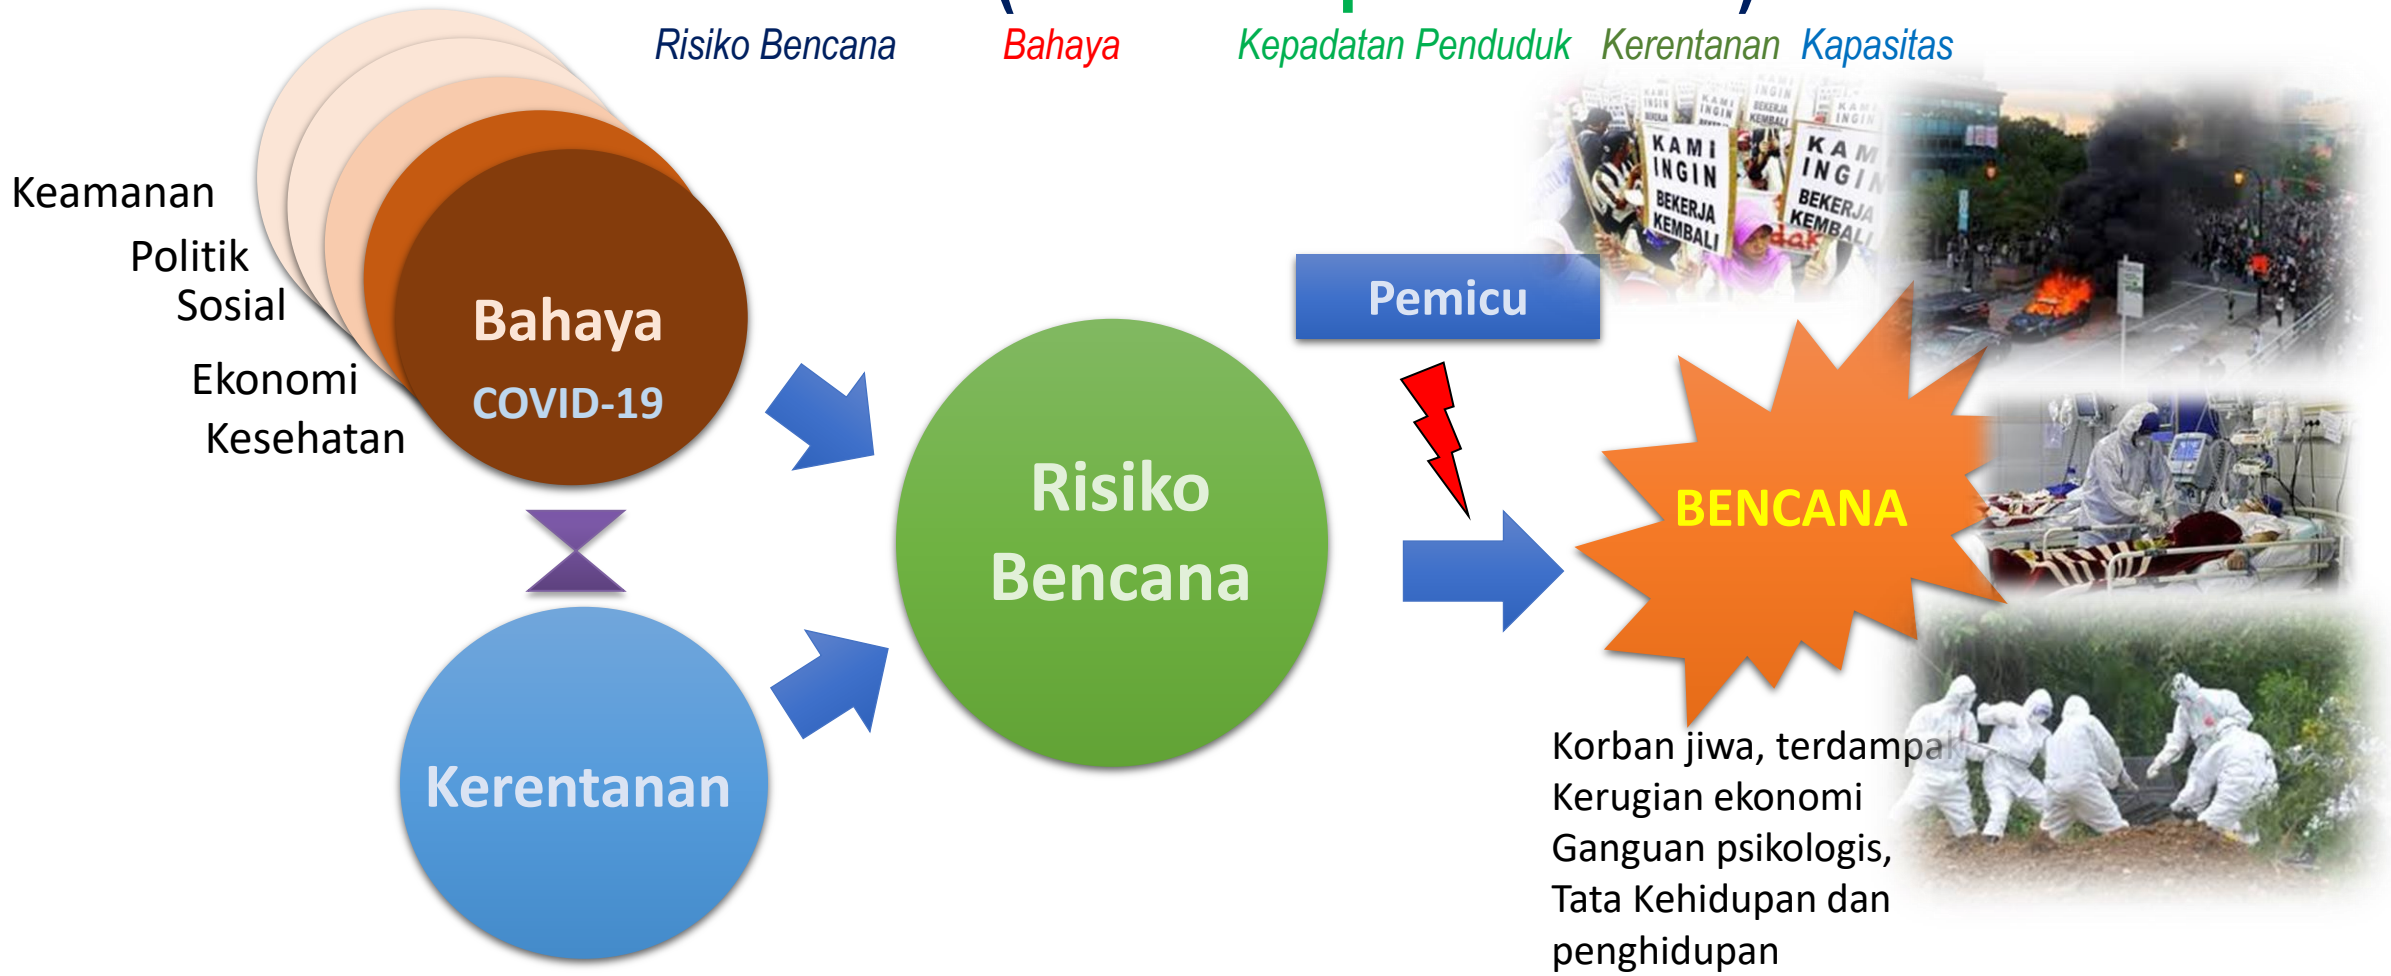 Risiko Bencana Bahaya Kepadatan Penduduk Kerentanan Kapasitas
KAMI
INGIN
BEKERJA
KEMBALI
KAMI
INGIN
BEKERJA
KEMBALI
Keamanan
Politik
Sosial
Ekonomi
Kesehatan
Bahaya
COVID-19
Pemicu
Risiko
Bencana
BENCANA
Kerentanan
Korban jiwa, terdampak
Kerugian ekonomi
Ganguan psikologis,
Tata Kehidupan dan
penghidupan